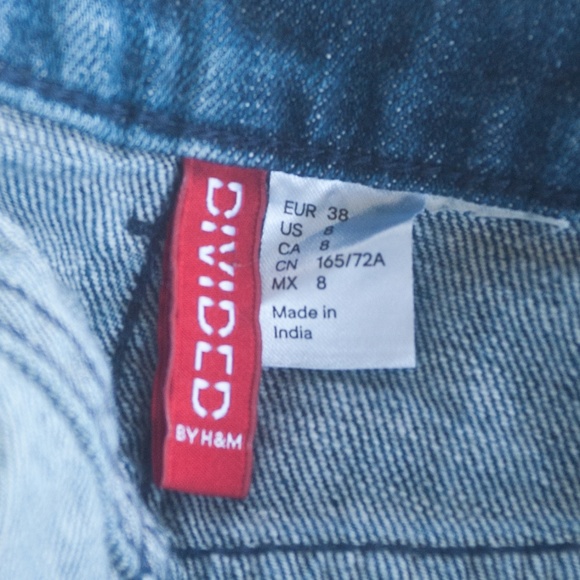 DIVIDED
BY H&M
EUR 38
US 8
CA 8
CN 165/72A
MX 8
Made in
India